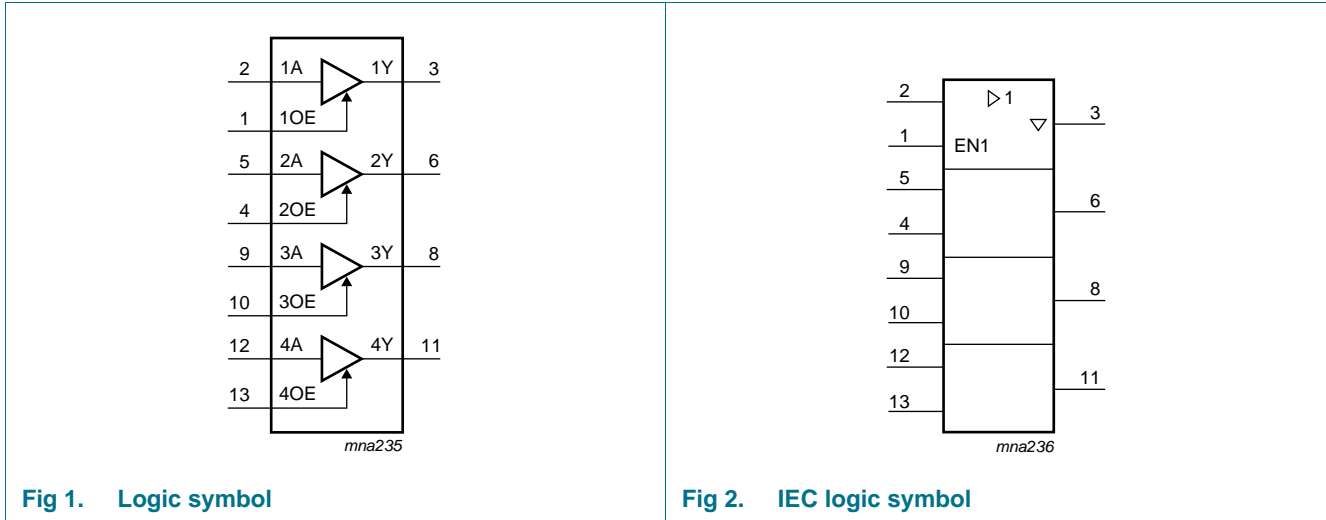 2 1A 1Y 3
1 1OE
5 2A 2Y 6
4 2OE
9 3A 3Y 8
10 3OE
12 4A 4Y 11
13 4OE
mna235
Fig 1. Logic symbol
2 1
3
1 EN1
5
6
4
9
8
10
12
11
13
mna236
Fig 2. IEC logic symbol